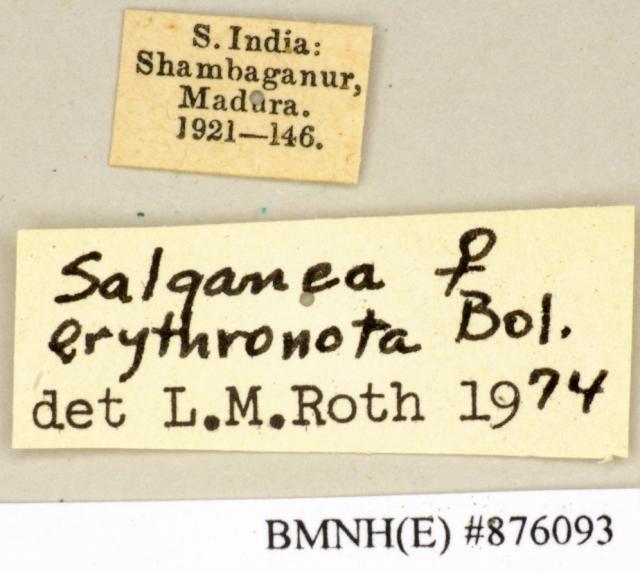 S. India:
Shambaganur,
Madura.
1921—146.
Salganea ♀
erythronota Bol.
det L.M.Roth 1974
BMNH(E) #876093